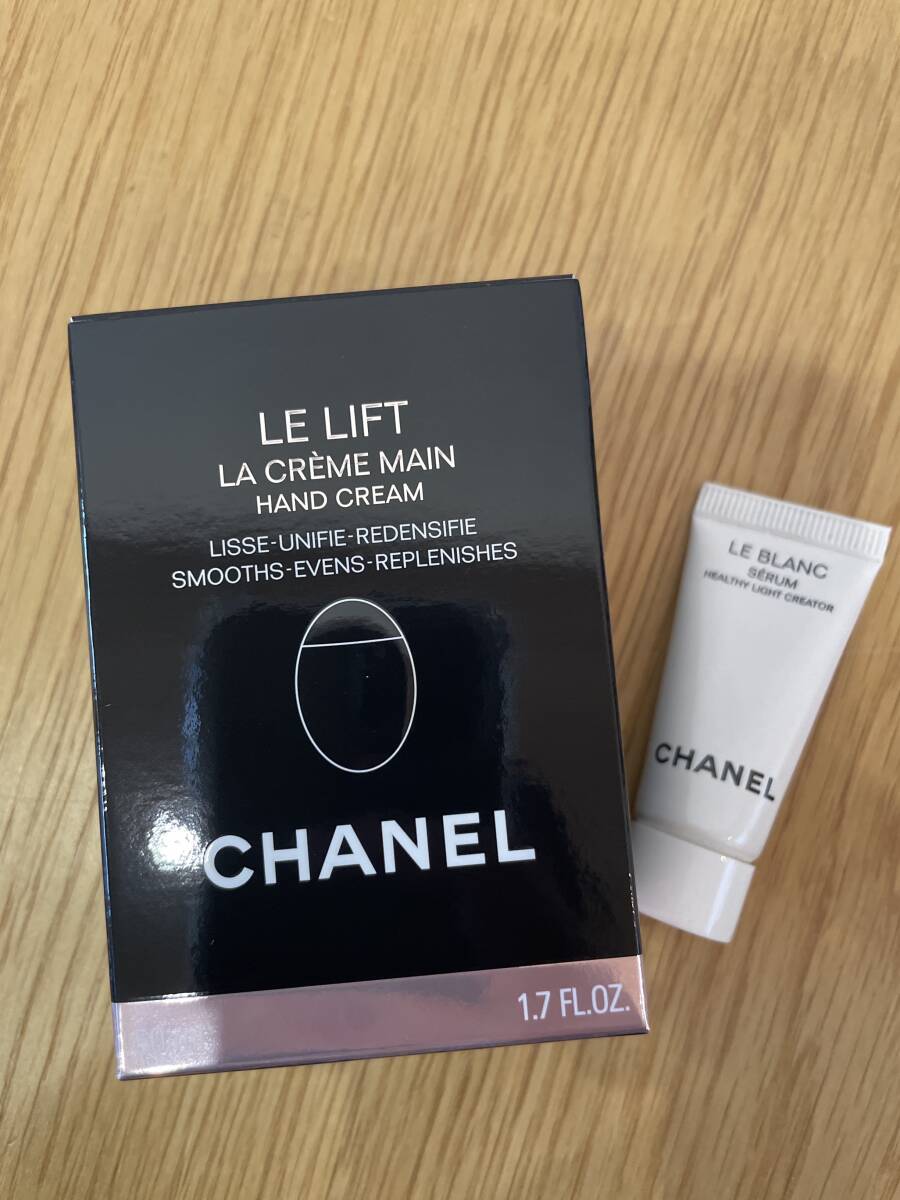 LE LIFT
LA CRÈME MAIN
HAND CREAM
LISSE-UNIFIE-REDENSIFIE
SMOOTHS-EVENS-REPLENISHES
CHANEL
1.7 FL.OZ.
LE BLANC
SÉRUM
HEALTHY LIGHT CREATOR
CHANEL